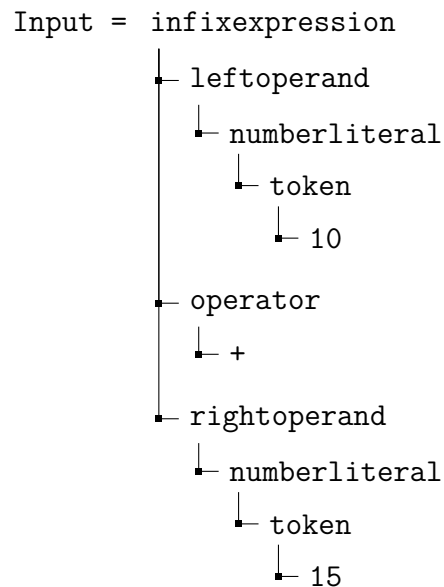 Input = infixexpression
leftoperand
numberliteral
token
10
operator
+
rightoperand
numberliteral
token
15